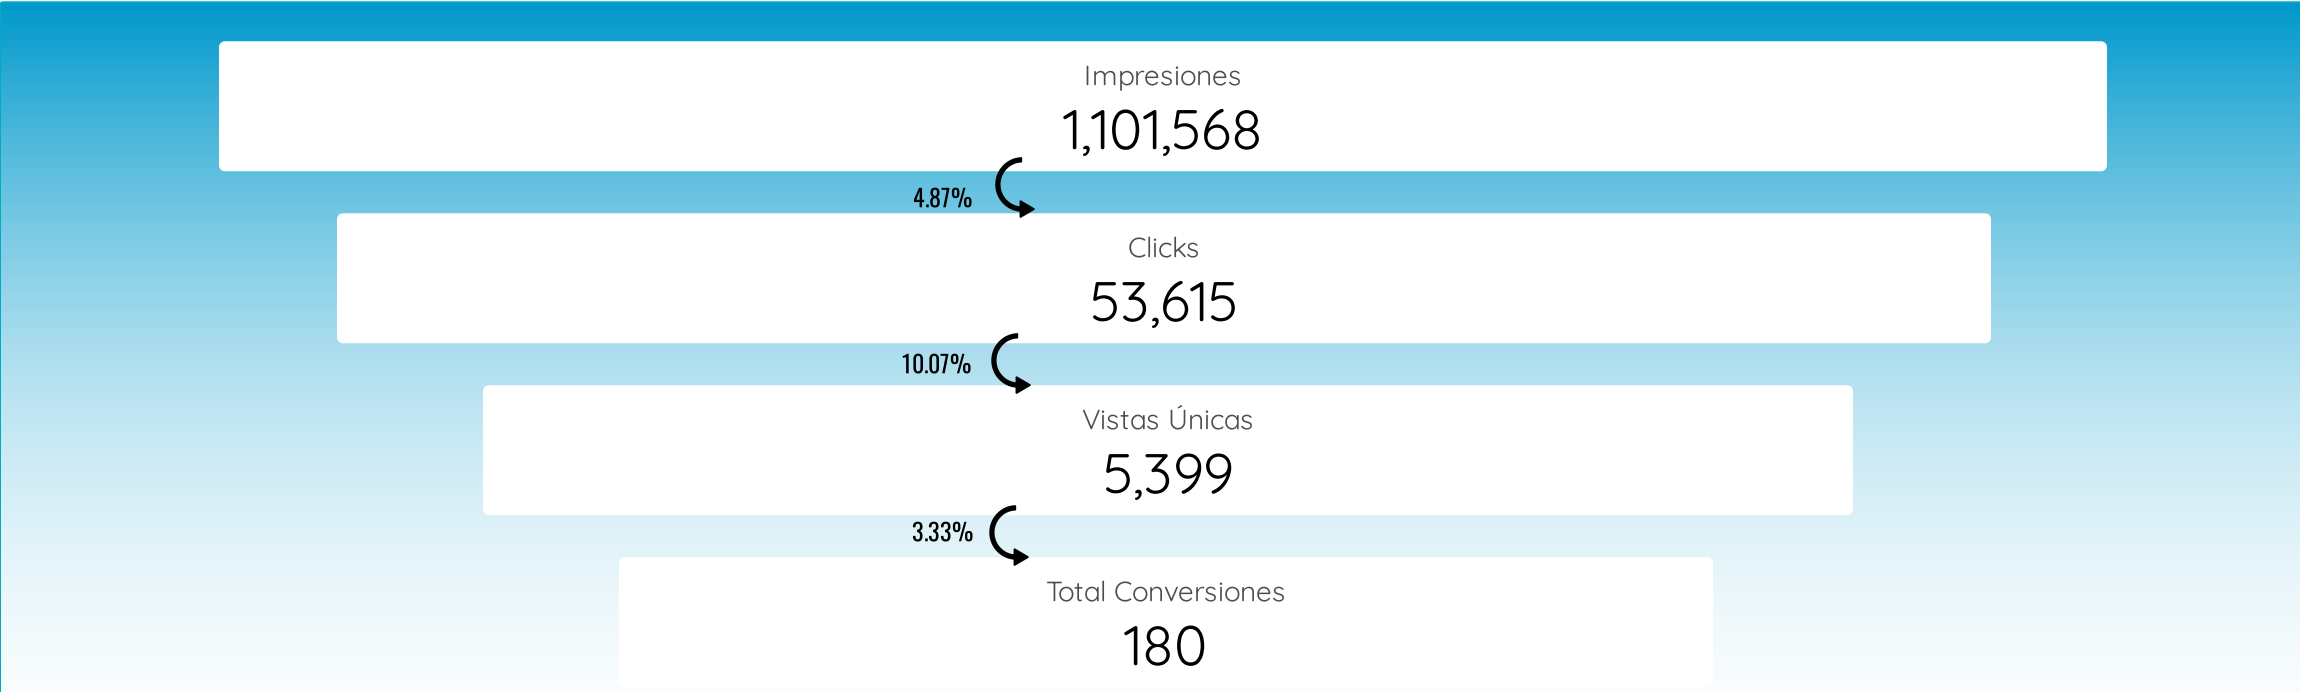 Impresiones
1,101,568
4.87%
Clicks
53,615
10.07%
Vistas Únicas
5,399
3.33%
Total Conversiones
180